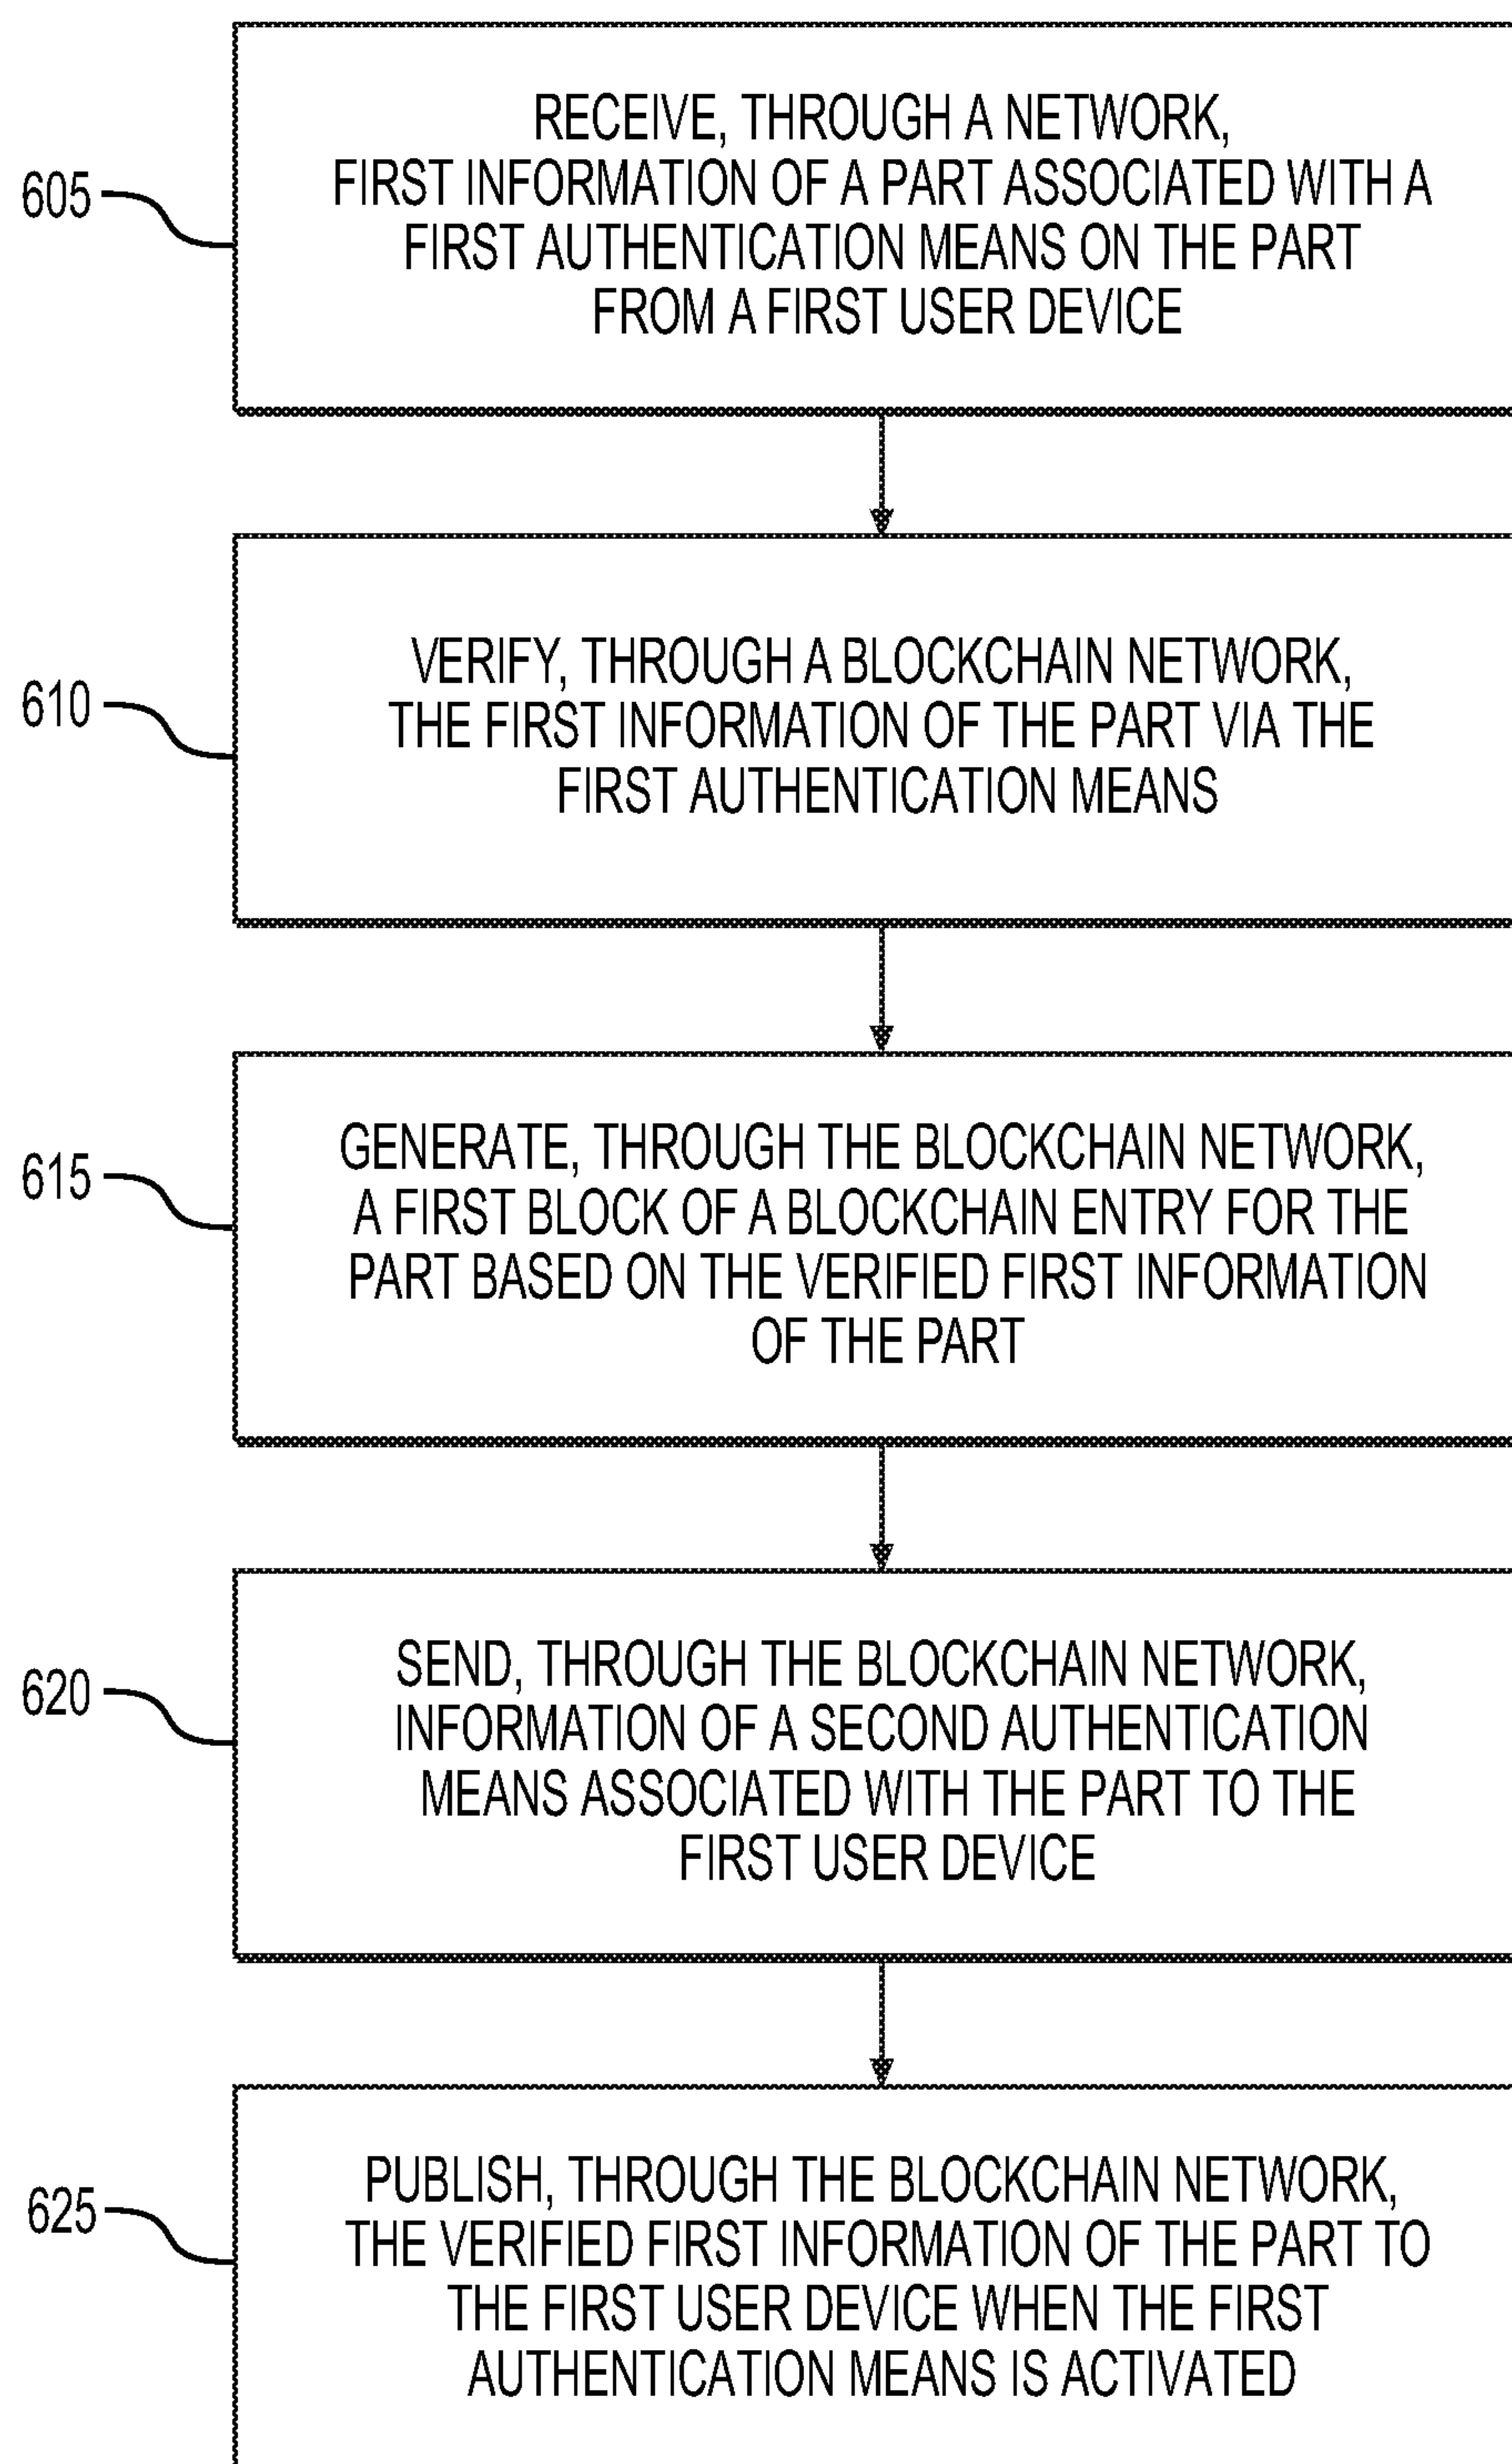 605
RECEIVE, THROUGH A NETWORK,
FIRST INFORMATION OF A PART ASSOCIATED WITH A
FIRST AUTHENTICATION MEANS ON THE PART
FROM A FIRST USER DEVICE
610
VERIFY, THROUGH A BLOCKCHAIN NETWORK,
THE FIRST INFORMATION OF THE PART VIA THE
FIRST AUTHENTICATION MEANS
615
GENERATE, THROUGH THE BLOCKCHAIN NETWORK,
A FIRST BLOCK OF A BLOCKCHAIN ENTRY FOR THE
PART BASED ON THE VERIFIED FIRST INFORMATION
OF THE PART
620
SEND, THROUGH THE BLOCKCHAIN NETWORK,
INFORMATION OF A SECOND AUTHENTICATION
MEANS ASSOCIATED WITH THE PART TO THE
FIRST USER DEVICE
625
PUBLISH, THROUGH THE BLOCKCHAIN NETWORK,
THE VERIFIED FIRST INFORMATION OF THE PART TO
THE FIRST USER DEVICE WHEN THE FIRST
AUTHENTICATION MEANS IS ACTIVATED